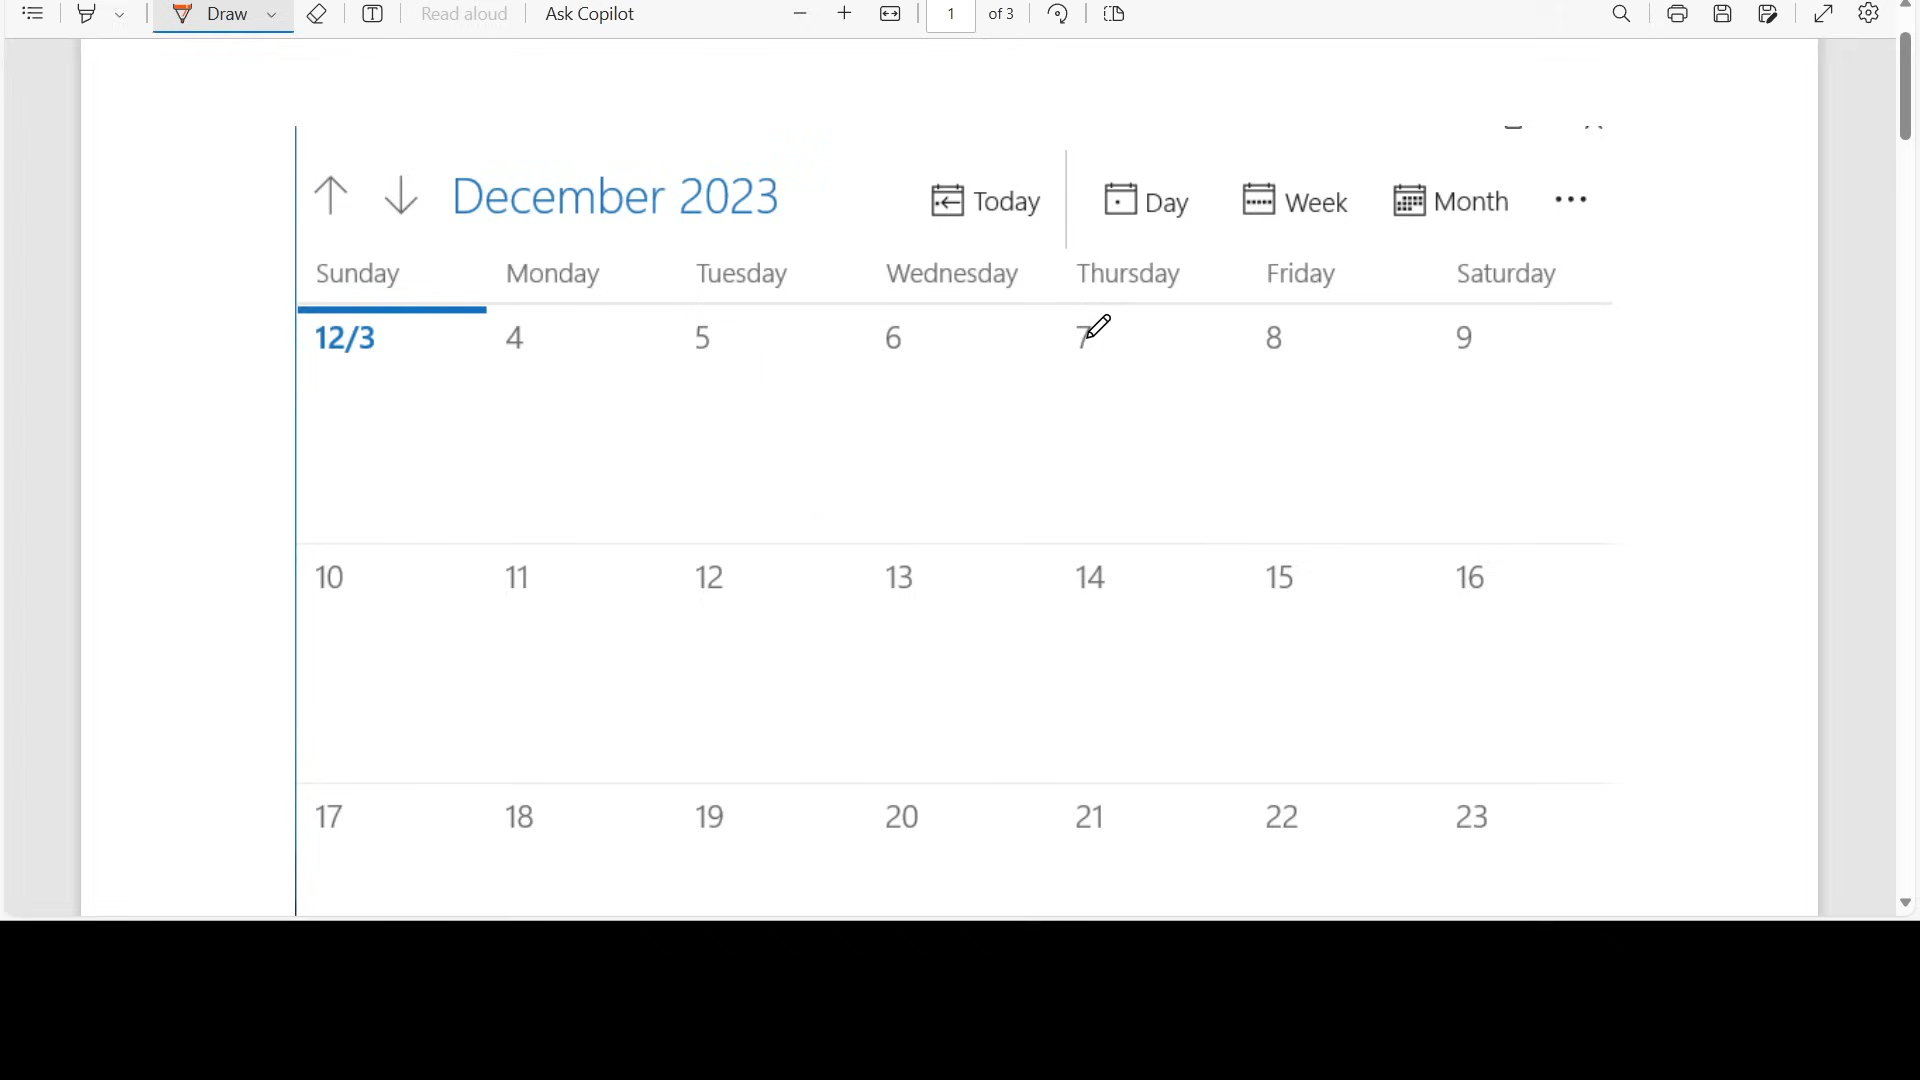 Draw Read aloud Ask Copilot 1 of 3
December 2023 Today Day Week Month
Sunday Monday Tuesday Wednesday Thursday Friday Saturday
12/3 4 5 6 7 8 9
10 11 12 13 14 15 16
17 18 19 20 21 22 23